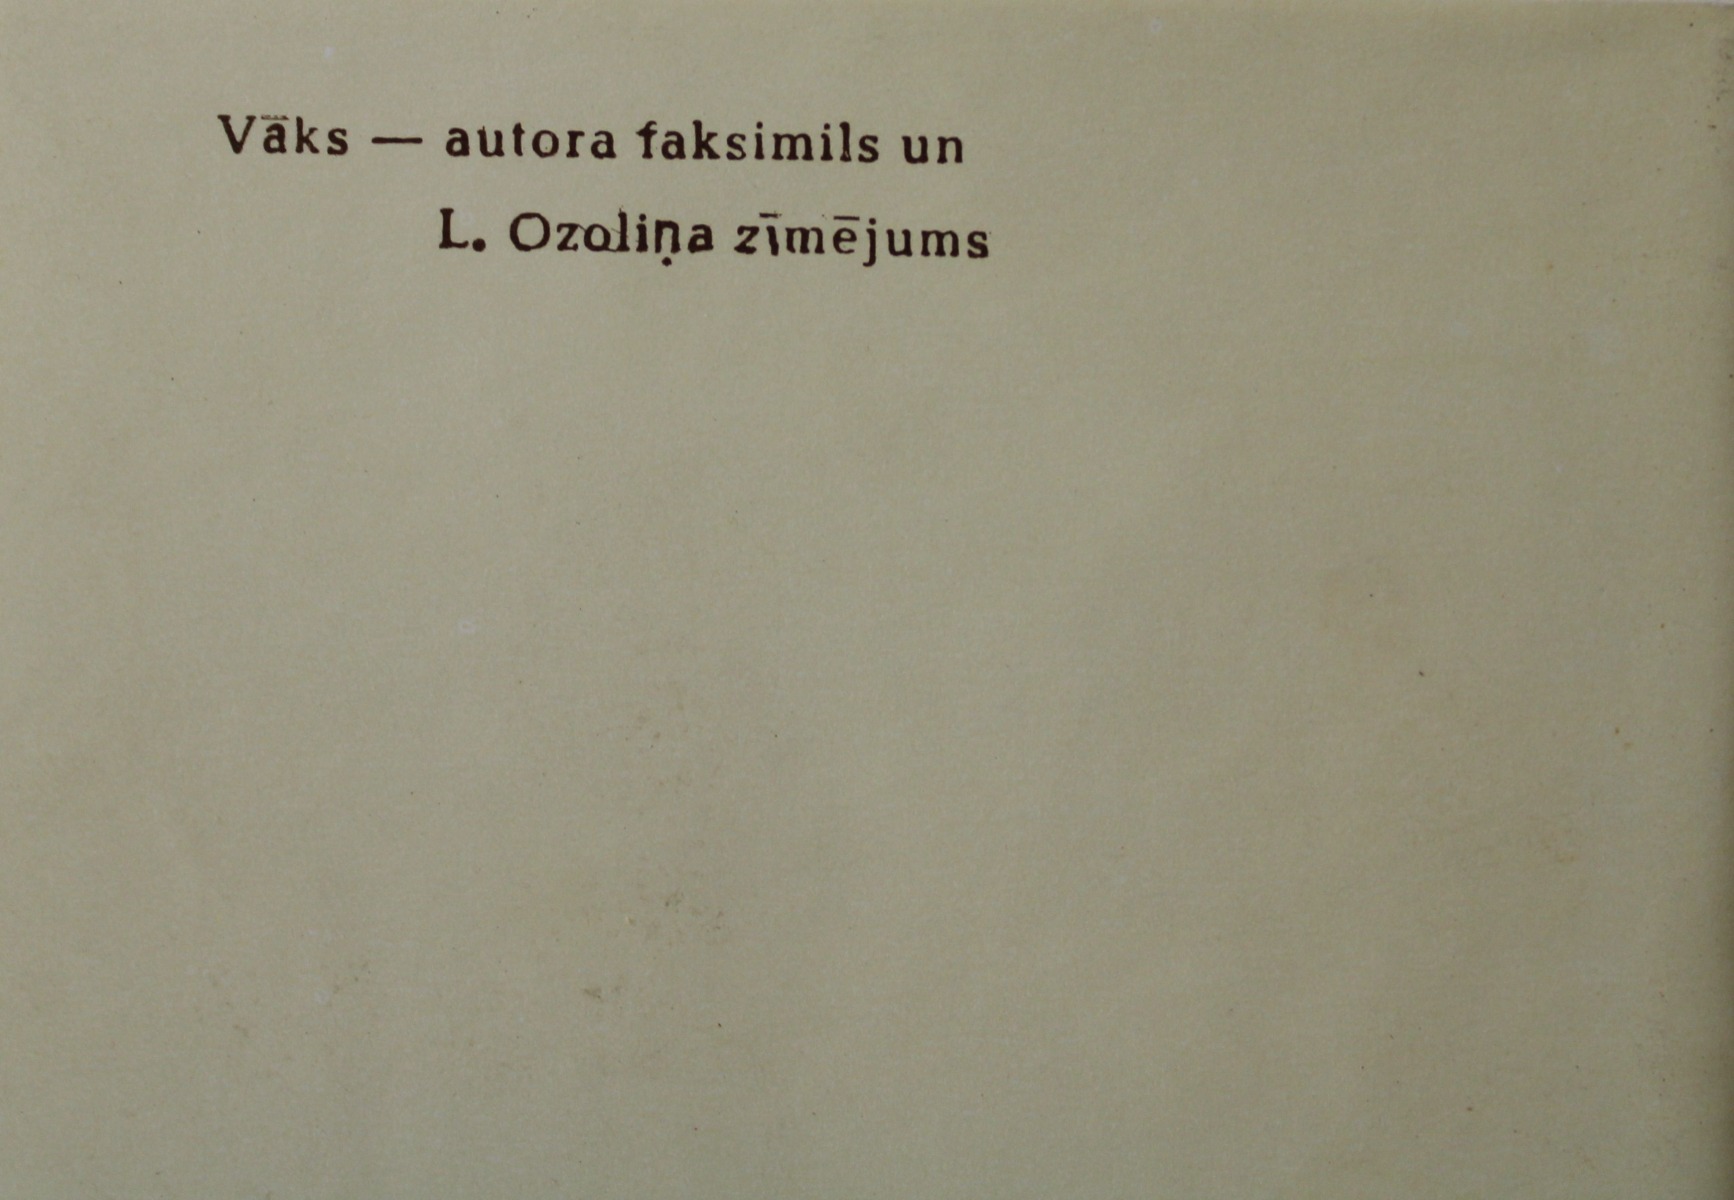 Vāks — autora faksimils un
L. Ozoliņa zīmējums